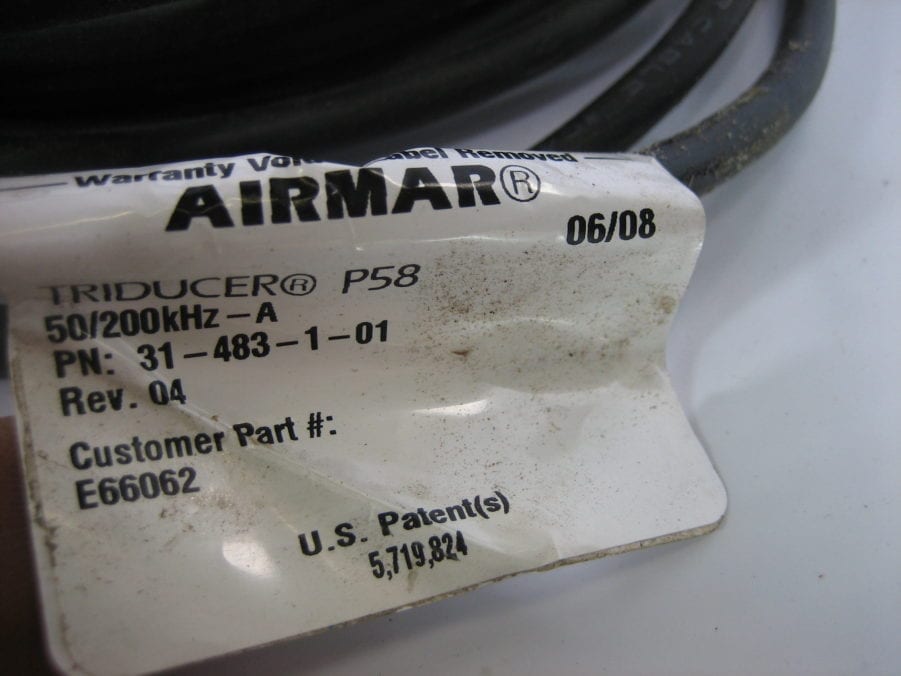 Warranty Void Label Removed
AIRMAR®
06/08
TRIDUCER® P58
50/200kHz-A
PN: 31-483-1-01
Rev. 04
Customer Part #:
E66062
U.S. Patent(s)
5,719,824
CABLE